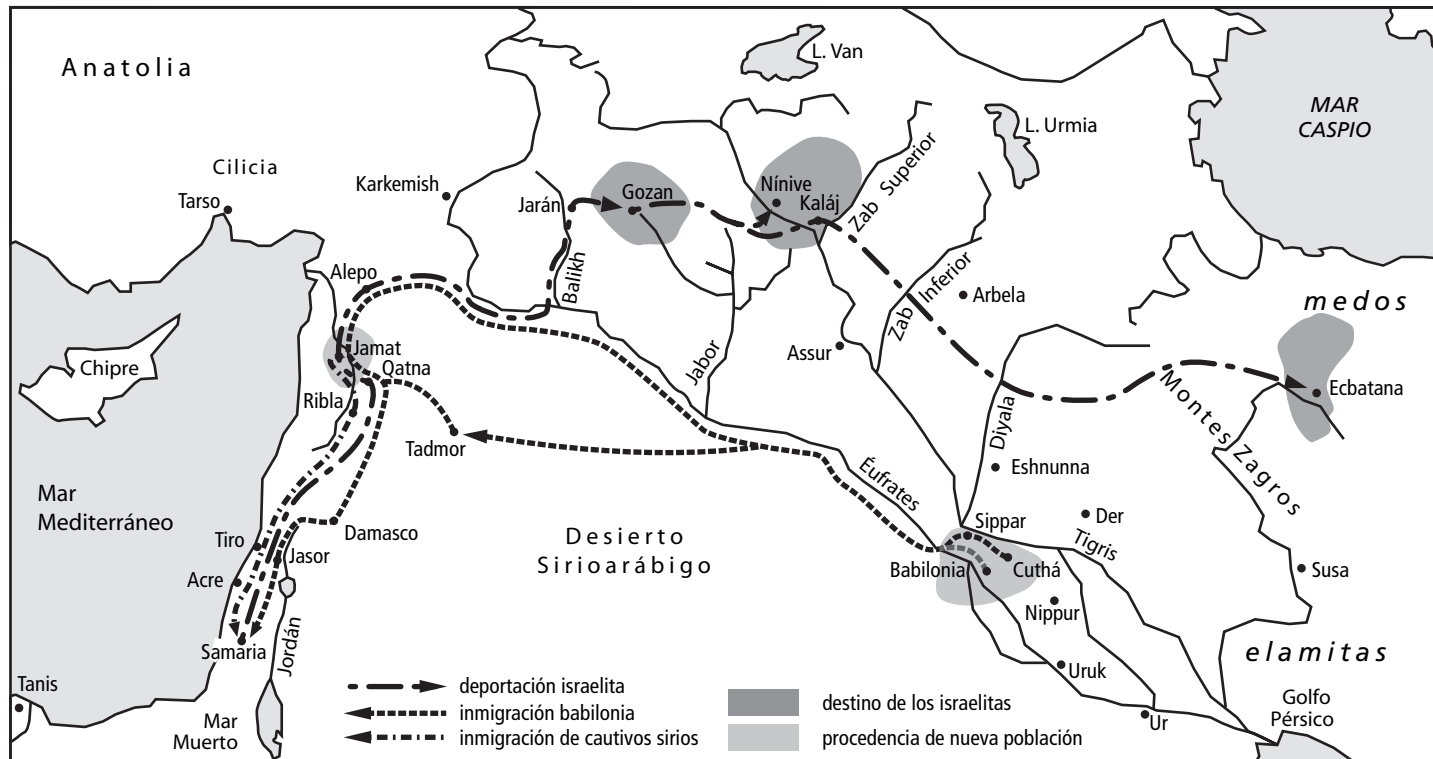 Anatolia
L. Van
MAR
CASPIO
L. Urmia
Cilicia
Tarso
Karkemish
Jarán
Gozan
Nínive
Kaláj
Zab Superior
Alepo
Balikh
Zab Inferior
Arbela
medos
Chipre
Jamat
Qatna
Jabor
Assur
Ecbatana
Ribla
Tadmor
Diyala
Montes Zagros
Eshnunna
Éufrates
Mar
Mediterráneo
Damasco
Desierto
Sirioarábigo
Sippar
Der
Tigris
Tiro
Jasor
Acre
Babilonia
Cuthá
Susa
Nippur
Samaria
Jordán
Uruk
elamitas
Tanis
Mar
Muerto
Ur
Golfo
Pérsico
deportación israelita
inmigración babilonia
inmigración de cautivos sirios
destino de los israelitas
procedencia de nueva población